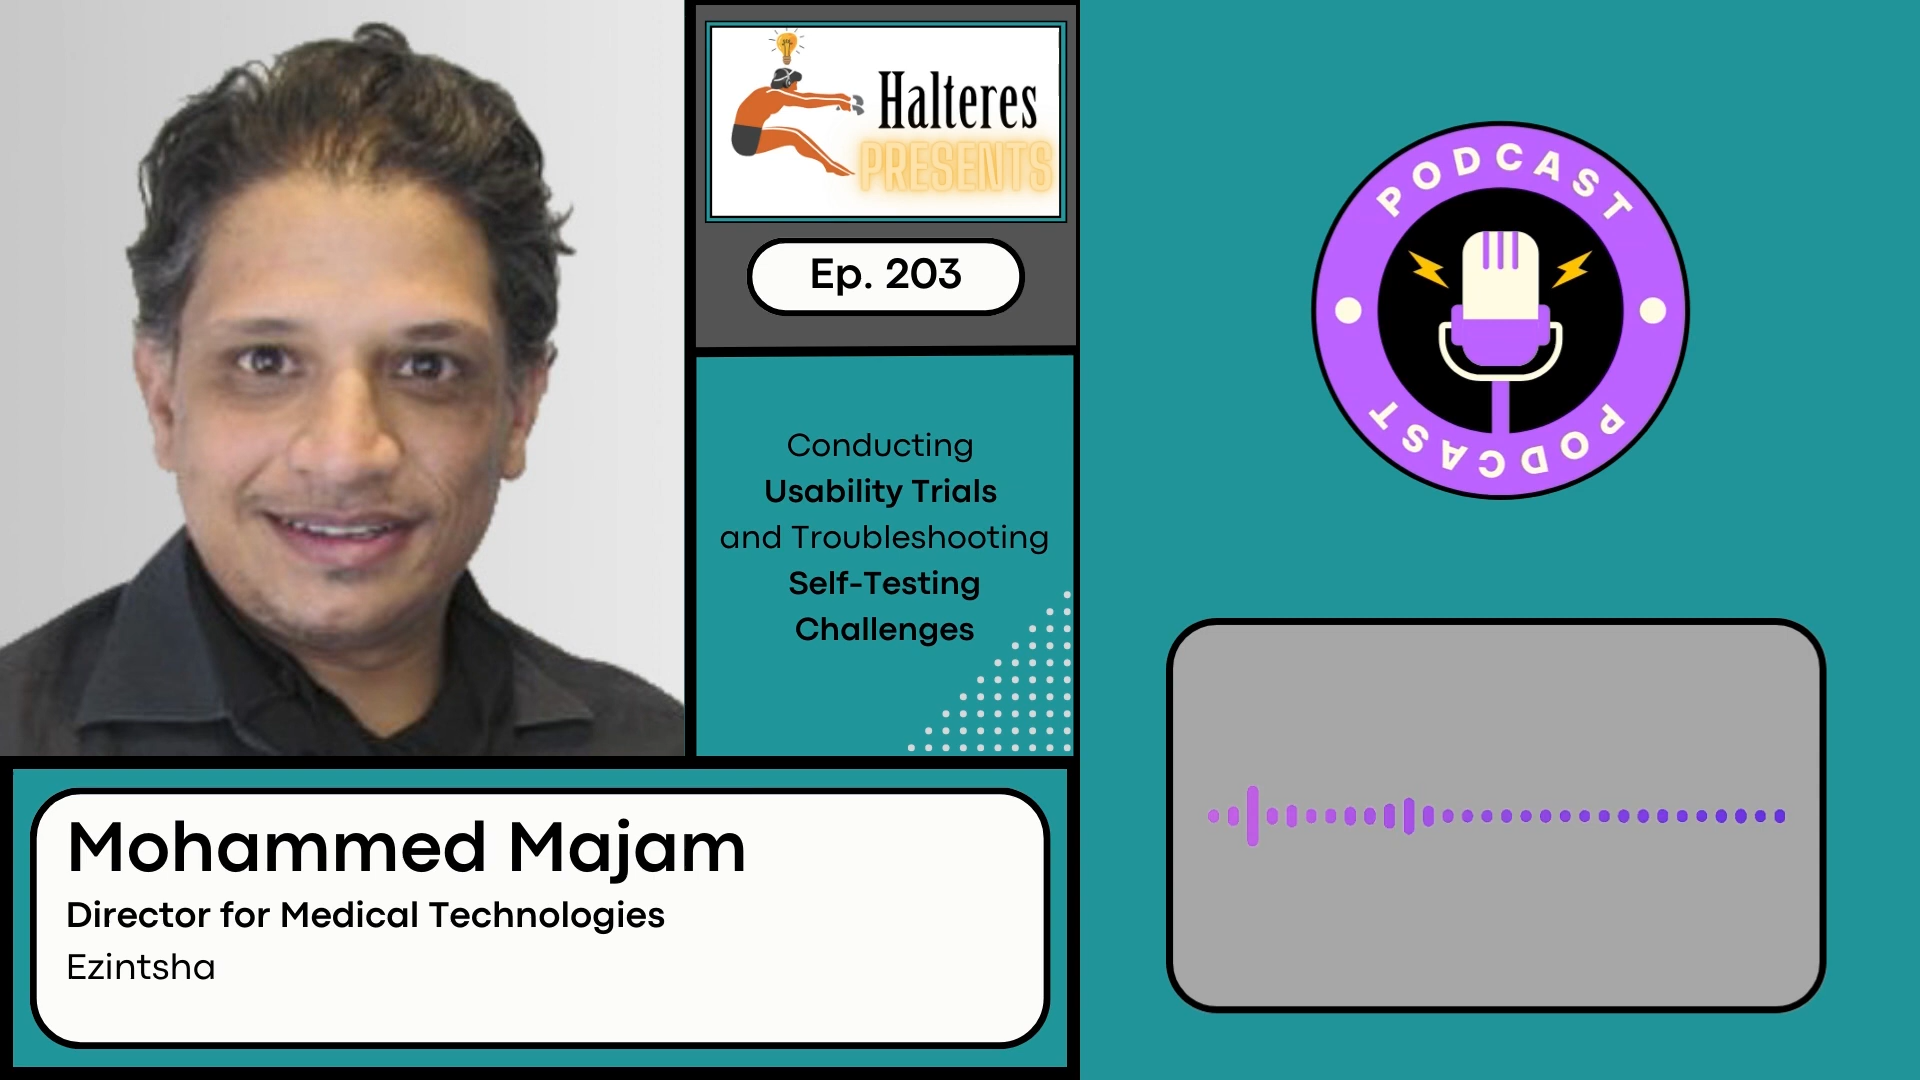 Halteres
PRESENTS
Ep. 203
Conducting
Usability Trials
and Troubleshooting
Self-Testing
Challenges
Mohammed Majam
Director for Medical Technologies
Ezintsha
PODCAST
PODCAST